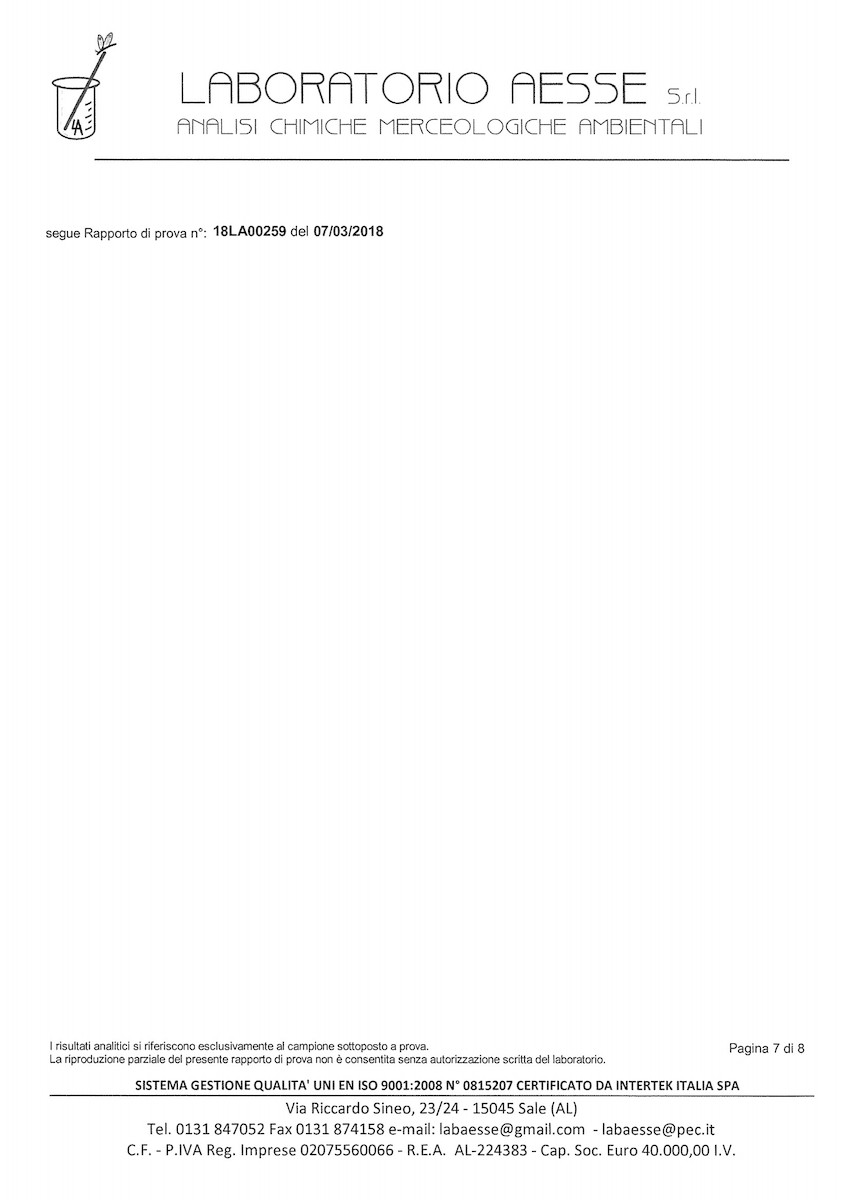 LA
LABORATORIO AESSE S.r.l.
ANALISI CHIMICHE MERCEOLOGICHE AMBIENTALI
segue Rapporto di prova n°: 18LA00259 del 07/03/2018
I risultati analitici si riferiscono esclusivamente al campione sottoposto a prova.
La riproduzione parziale del presente rapporto di prova non è consentita senza autorizzazione scritta del laboratorio.
Pagina 7 di 8
SISTEMA GESTIONE QUALITA' UNI EN ISO 9001:2008 N° 0815207 CERTIFICATO DA INTERTEK ITALIA SPA
Via Riccardo Sineo, 23/24 - 15045 Sale (AL)
Tel. 0131 847052 Fax 0131 874158 e-mail: labaesse@gmail.com - labaesse@pec.it
C.F. - P.IVA Reg. Imprese 02075560066 - R.E.A. AL-224383 - Cap. Soc. Euro 40.000,00 I.V.